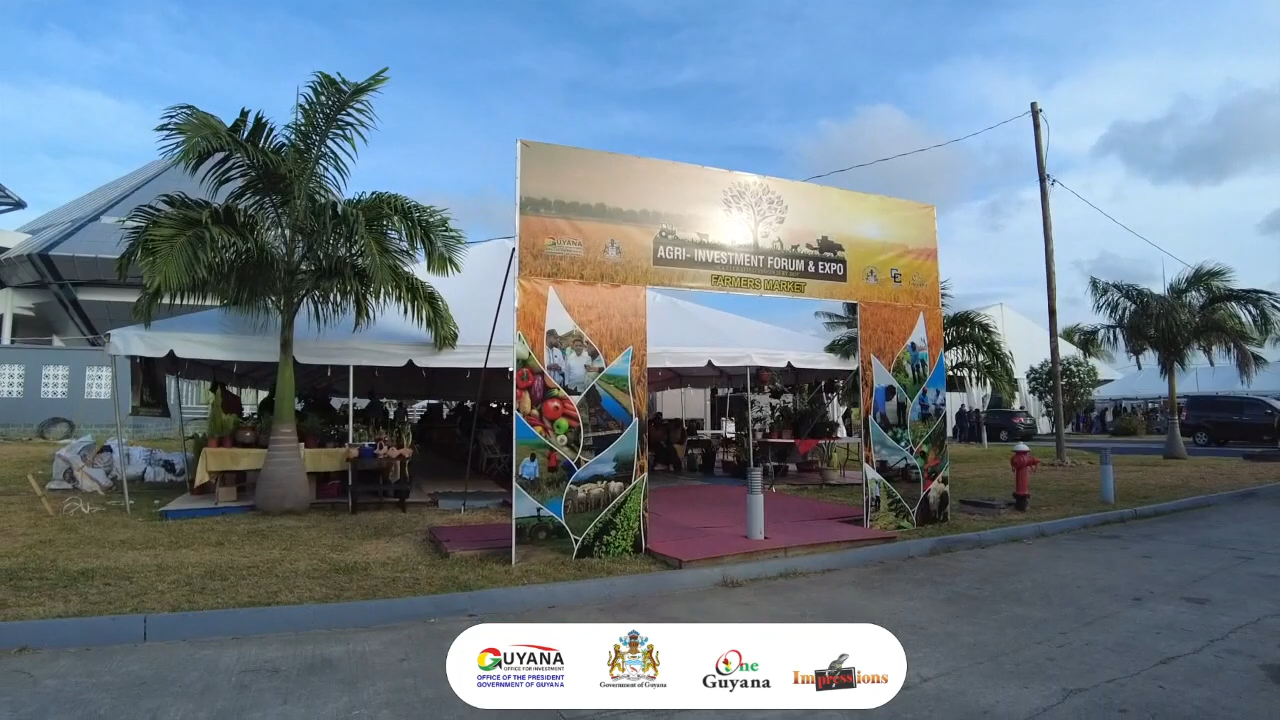 GUYANA
AGRI- INVESTMENT FORUM & EXPO
FARMERS MARKET
GUYANA
OFFICE FOR INVESTMENT
OFFICE OF THE PRESIDENT
GOVERNMENT OF GUYANA
Government of Guyana
One
Guyana
Impressions